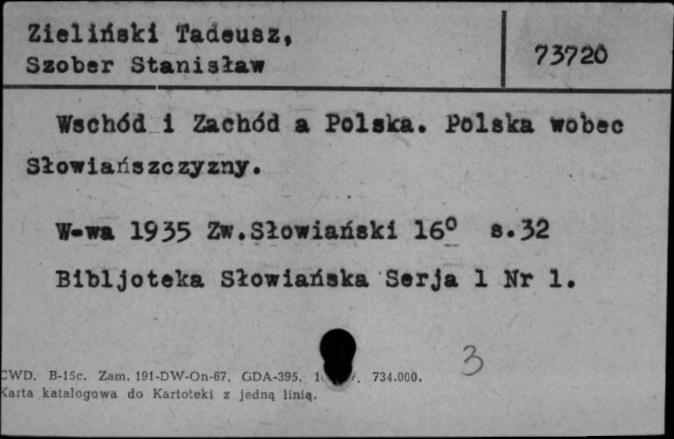 Zieliński Tadeusz,
Szober Stanisław
73720
Wschód i Zachód a Polska. Polska wobec
Słowiańszczyzny.
W-wa 1935 Zw.Słowiański 16° s.32
Bibljoteka Słowiańska Serja 1 Nr 1.
3
CWD. B-15c. Zam. 191-DW-On-67. GDA-395. 734.000.
Karta katalogowa do Kartoteki z jedną linią.